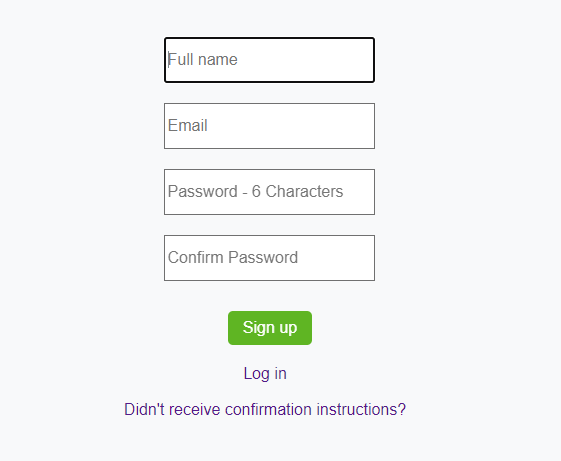 Full name
Email
Password - 6 Characters
Confirm Password
Sign up
Log in
Didn't receive confirmation instructions?